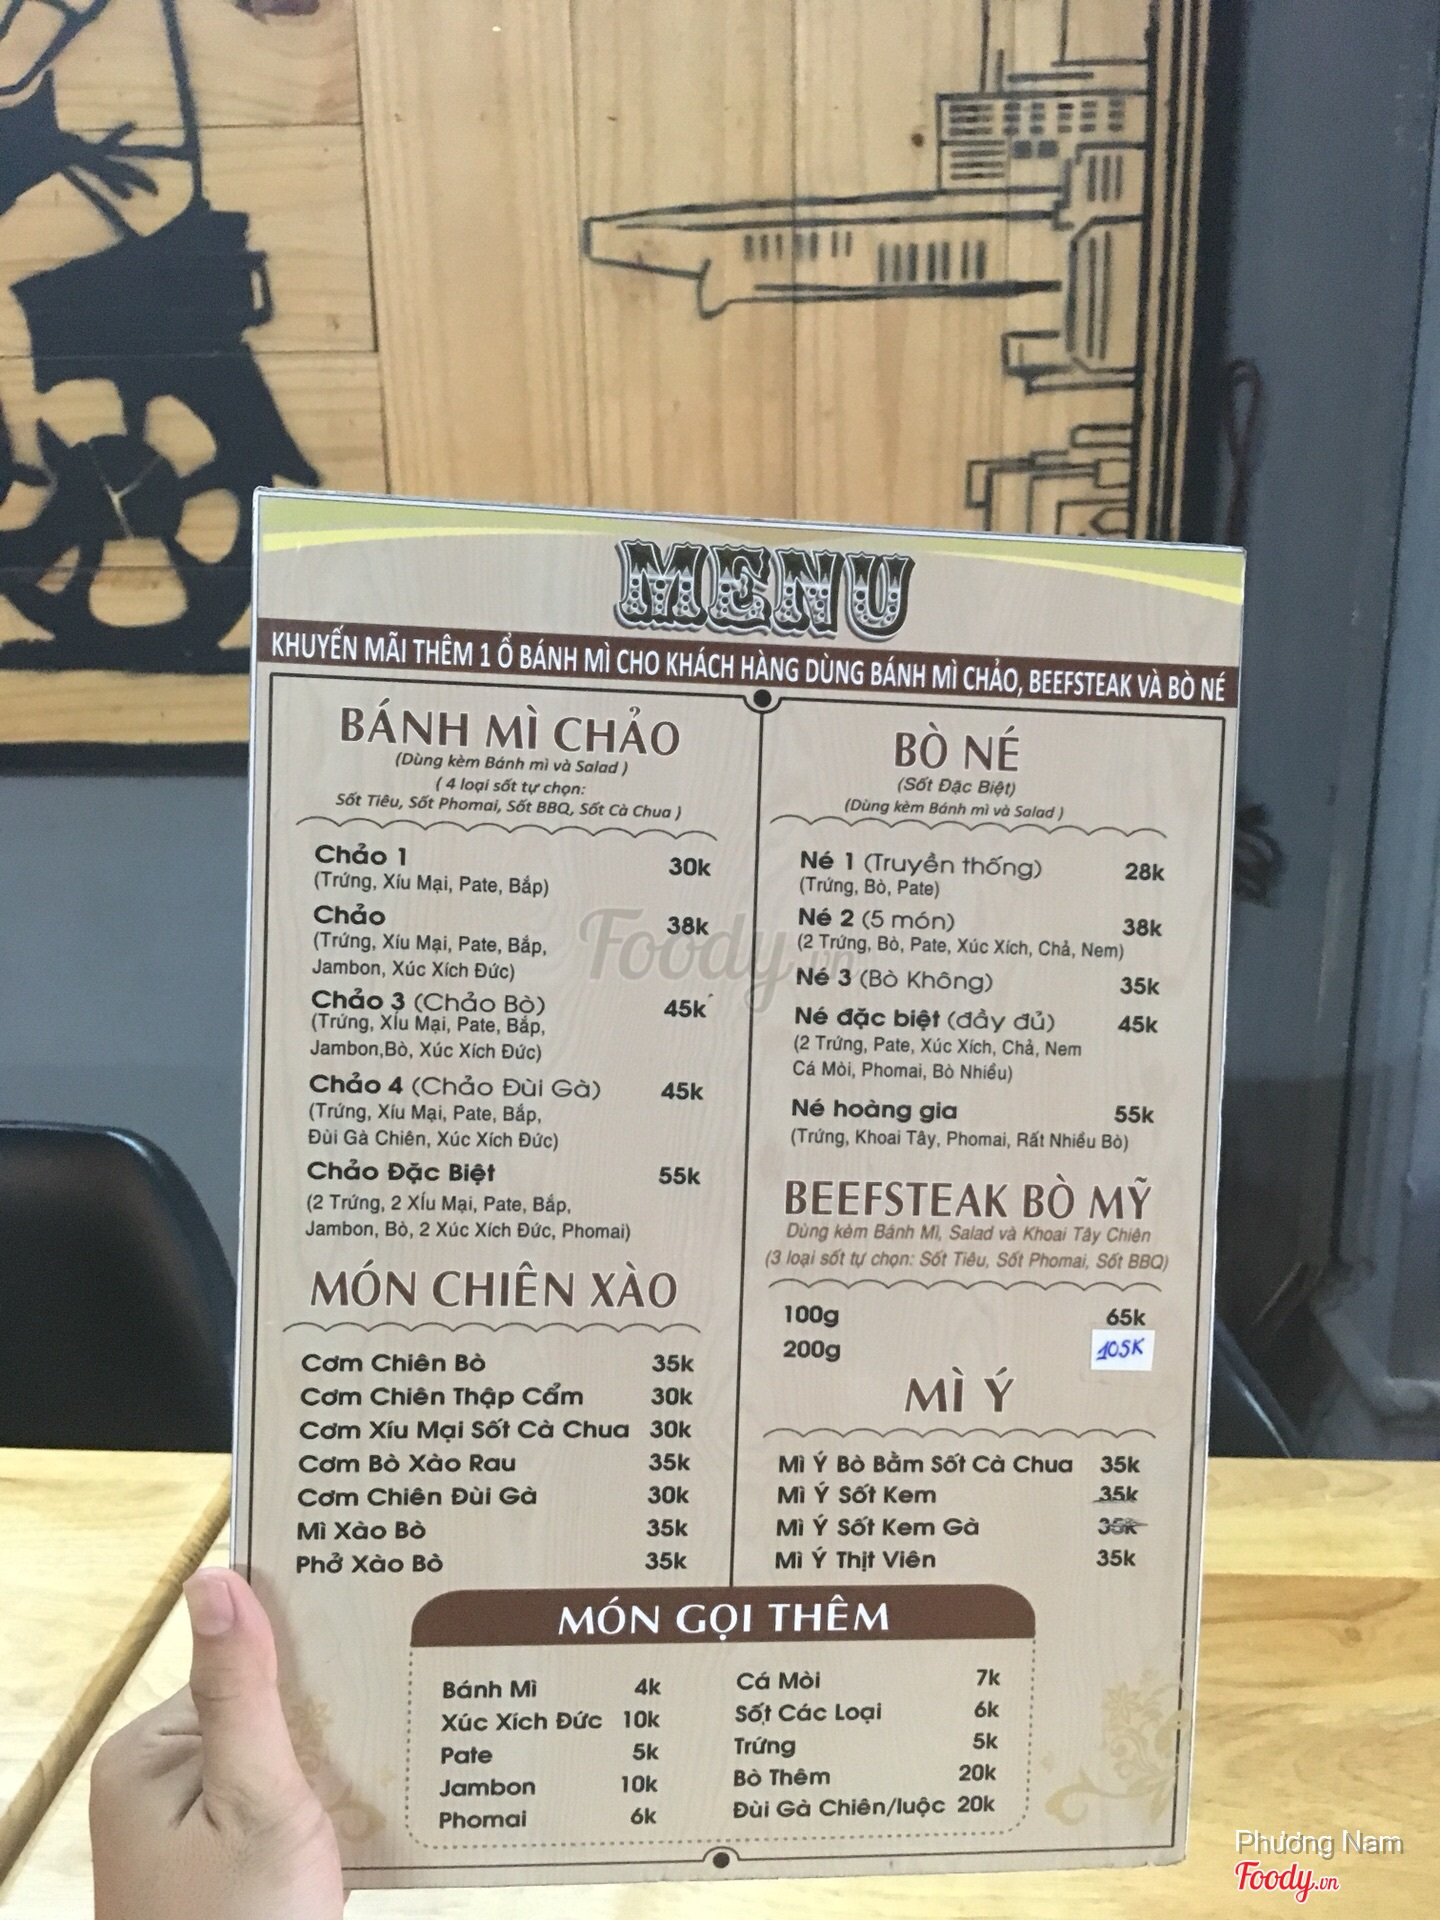 MENU
KHUYẾN MÃI THÊM 1 Ổ BÁNH MÌ CHO KHÁCH HÀNG DÙNG BÁNH MÌ CHẢO, BEEFSTEAK VÀ BÒ NÉ
BÁNH MÌ CHẢO
(Dùng kèm Bánh mì và Salad )
( 4 loại sốt tự chọn:
Sốt Tiêu, Sốt Phomai, Sốt BBQ, Sốt Cà Chua )
Chảo 1 30k
(Trứng, Xíu Mại, Pate, Bắp)
Chảo 38k
(Trứng, Xíu Mại, Pate, Bắp,
Jambon, Xúc Xích Đức)
Chảo 3 (Chảo Bò) 45k
(Trứng, Xíu Mại, Pate, Bắp,
Jambon,Bò, Xúc Xích Đức)
Chảo 4 (Chảo Đùi Gà) 45k
(Trứng, Xíu Mại, Pate, Bắp,
Đùi Gà Chiên, Xúc Xích Đức)
Chảo Đặc Biệt 55k
(2 Trứng, 2 Xíu Mại, Pate, Bắp,
Jambon, Bò, 2 Xúc Xích Đức, Phomai)
MÓN CHIÊN XÀO
Cơm Chiên Bò 35k
Cơm Chiên Thập Cẩm 30k
Cơm Xíu Mại Sốt Cà Chua 30k
Cơm Bò Xào Rau 35k
Cơm Chiên Đùi Gà 30k
Mì Xào Bò 35k
Phở Xào Bò 35k
BÒ NÉ
(Sốt Đặc Biệt)
(Dùng kèm Bánh mì và Salad )
Né 1 (Truyền thống) 28k
(Trứng, Bò, Pate)
Né 2 (5 món) 38k
(2 Trứng, Bò, Pate, Xúc Xích, Chả, Nem)
Né 3 (Bò Không) 35k
Né đặc biệt (đầy đủ) 45k
(2 Trứng, Pate, Xúc Xích, Chả, Nem
Cá Mòi, Phomai, Bò Nhiều)
Né hoàng gia 55k
(Trứng, Khoai Tây, Phomai, Rất Nhiều Bò)
BEEFSTEAK BÒ MỸ
Dùng kèm Bánh Mì, Salad và Khoai Tây Chiên
(3 loại sốt tự chọn: Sốt Tiêu, Sốt Phomai, Sốt BBQ)
100g 65k
200g 105K
MÌ Ý
Mì Ý Bò Bằm Sốt Cà Chua 35k
Mì Ý Sốt Kem 35k
Mì Ý Sốt Kem Gà 35k
Mì Ý Thịt Viên 35k
MÓN GỌI THÊM
Bánh Mì 4k
Xúc Xích Đức 10k
Pate 5k
Jambon 10k
Phomai 6k
Cá Mòi 7k
Sốt Các Loại 6k
Trứng 5k
Bò Thêm 20k
Đùi Gà Chiên/luộc 20k
Foody.vn
Phương Nam
Foody.vn